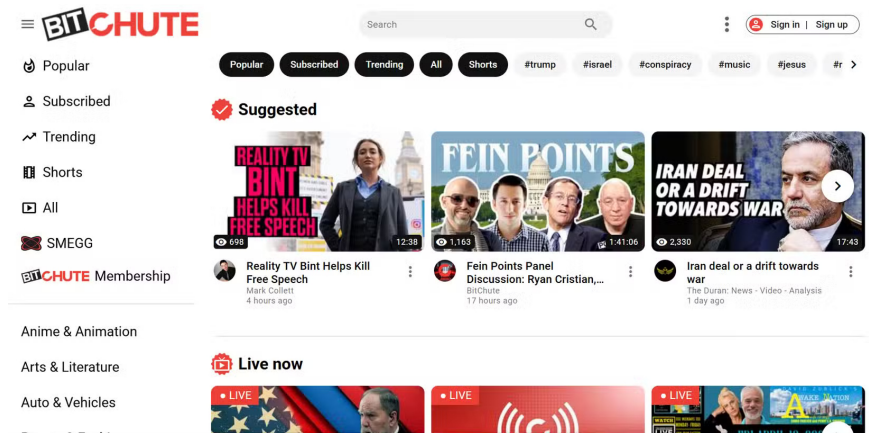 BITCHUTE
Search
Sign in | Sign up
Popular
Subscribed
Trending
Shorts
All
SMEGG
BITCHUTE Membership
Anime & Animation
Arts & Literature
Auto & Vehicles
Popular
Subscribed
Trending
All
Shorts
#trump
#israel
#conspiracy
#music
#jesus
Suggested
REALITY TV
BINT
HELPS KILL
FREE SPEECH
698
12:38
Reality TV Bint Helps Kill
Free Speech
Mark Collett
4 hours ago
FEIN POINTS
1,163
1:41:06
Fein Points Panel
Discussion: Ryan Cristian,...
BitChute
17 hours ago
IRAN DEAL
OR A DRIFT
TOWARDS WAR
2,330
17:43
Iran deal or a drift towards
war
The Duran: News - Video - Analysis
1 day ago
Live now
LIVE
LIVE
LIVE